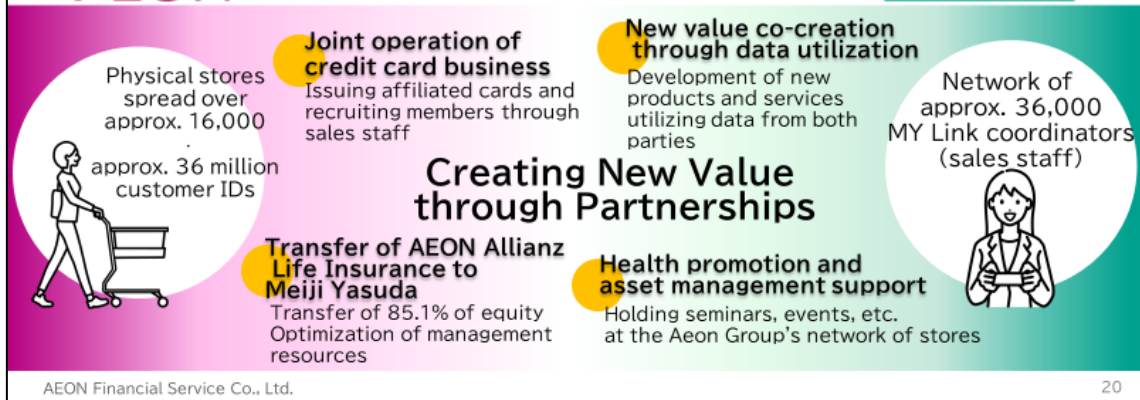 Physical stores
spread over
approx. 16,000
.
approx. 36 million
customer IDs
Joint operation of
credit card business
Issuing affiliated cards and
recruiting members through
sales staff
New value co-creation
through data utilization
Development of new
products and services
utilizing data from both
parties
Network of
approx. 36,000
MY Link coordinators
(sales staff)
Creating New Value
through Partnerships
Transfer of AEON Allianz
Life Insurance to
Meiji Yasuda
Transfer of 85.1% of equity
Optimization of management
resources
Health promotion and
asset management support
Holding seminars, events, etc.
at the Aeon Group's network of stores
AEON Financial Service Co., Ltd.
20